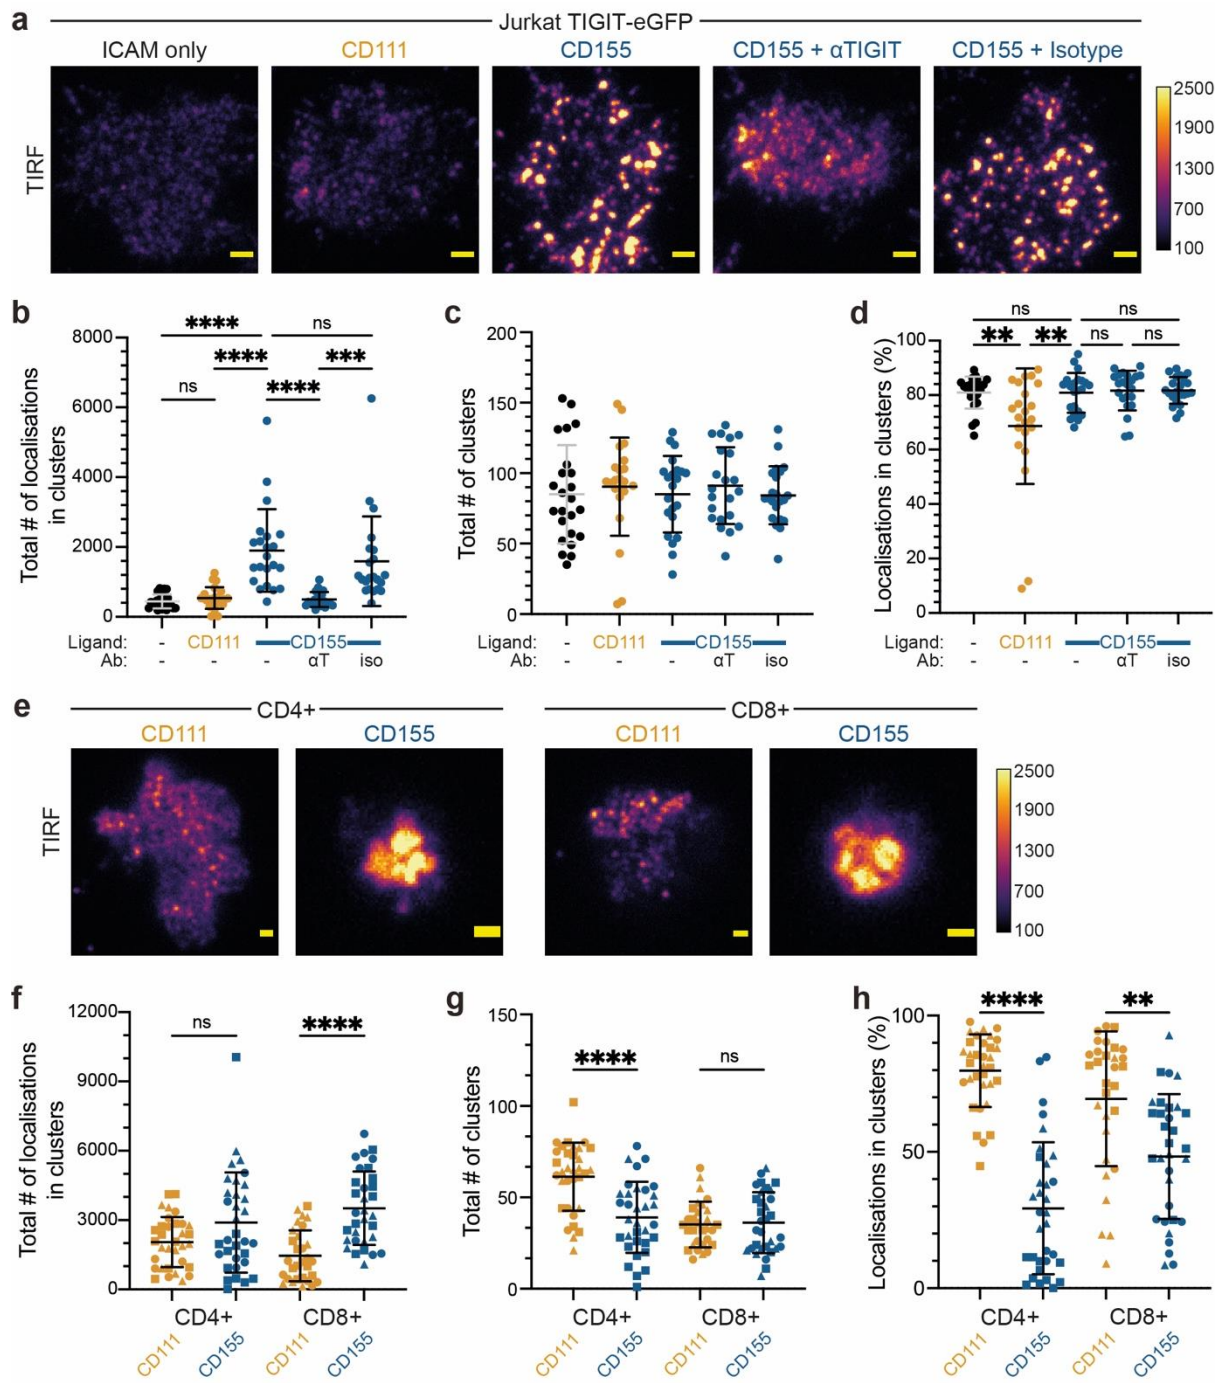 a
Jurkat TIGIT-eGFP
ICAM only CD111 CD155 CD155 + αTIGIT CD155 + Isotype
TIRF
2500
1900
1300
700
100
b
Total # of localisations
in clusters
8000
6000
4000
2000
0
**** ns
**** ***
ns ****
Ligand: - CD111 CD155
Ab: - - - αT iso
c
Total # of clusters
200
150
100
50
0
Ligand: - CD111 CD155
Ab: - - - αT iso
d
Localisations in clusters (%)
100
80
60
40
20
0
ns ns
** ** ns ns
Ligand: - CD111 CD155
Ab: - - - αT iso
e
CD4+ CD8+
CD111 CD155 CD111 CD155
TIRF
2500
1900
1300
700
100
f
Total # of localisations
in clusters
12000
9000
6000
3000
0
ns ****
CD4+ CD8+
CD111 CD155 CD111 CD155
g
Total # of clusters
150
100
50
0
**** ns
CD4+ CD8+
CD111 CD155 CD111 CD155
h
Localisations in clusters (%)
100
50
0
**** **
CD4+ CD8+
CD111 CD155 CD111 CD155